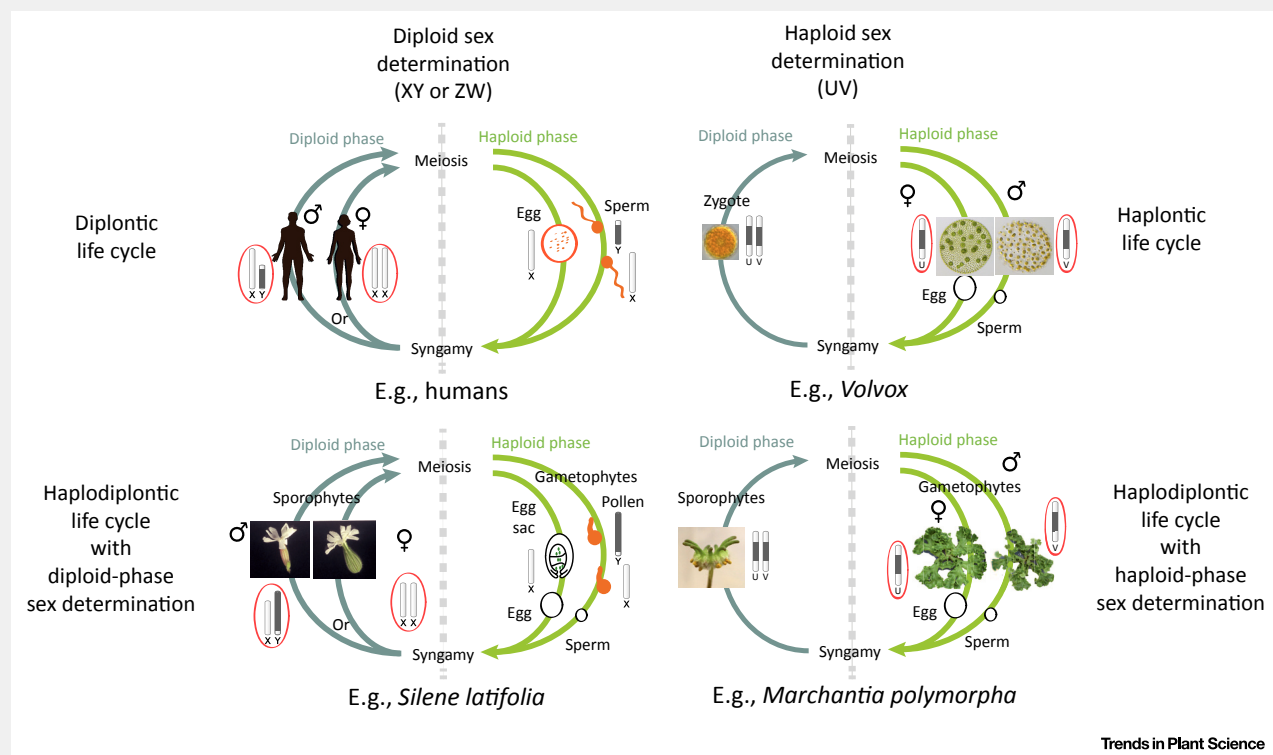 Diploid sex
determination
(XY or ZW)
Haploid sex
determination
(UV)
Diplontic
life cycle
Diploid phase
Haploid phase
Meiosis
♂
♀
X Y
X X
Or
Egg
X
Sperm
Y
X
Syngamy
E.g., humans
Diploid phase
Haploid phase
Meiosis
Zygote
U V
♀
♂
U
V
Egg
Sperm
Syngamy
E.g., Volvox
Haplontic
life cycle
Haplodiplontic
life cycle
with
diploid-phase
sex determination
Diploid phase
Haploid phase
Meiosis
Sporophytes
♂
♀
X Y
X X
Or
Gametophytes
Egg
sac
Pollen
X
Y
X
Egg
Sperm
Syngamy
E.g., Silene latifolia
Diploid phase
Haploid phase
Meiosis
Sporophytes
U V
♂
Gametophytes
♀
V
U
Egg
Sperm
Syngamy
E.g., Marchantia polymorpha
Haplodiplontic
life cycle
with
haploid-phase
sex determination
Trends in Plant Science